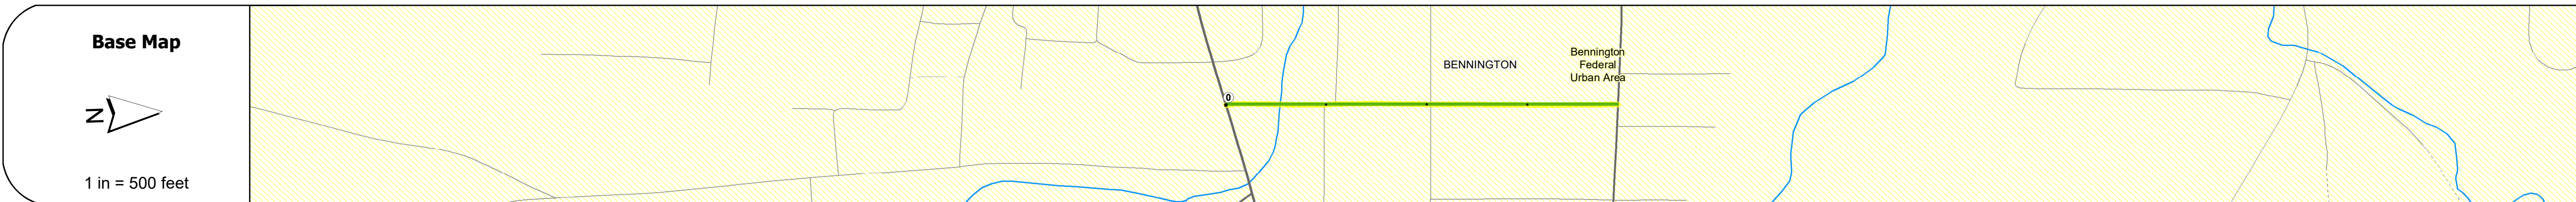 Base Map
N
1 in = 500 feet
0
BENNINGTON
Bennington
Federal
Urban Area